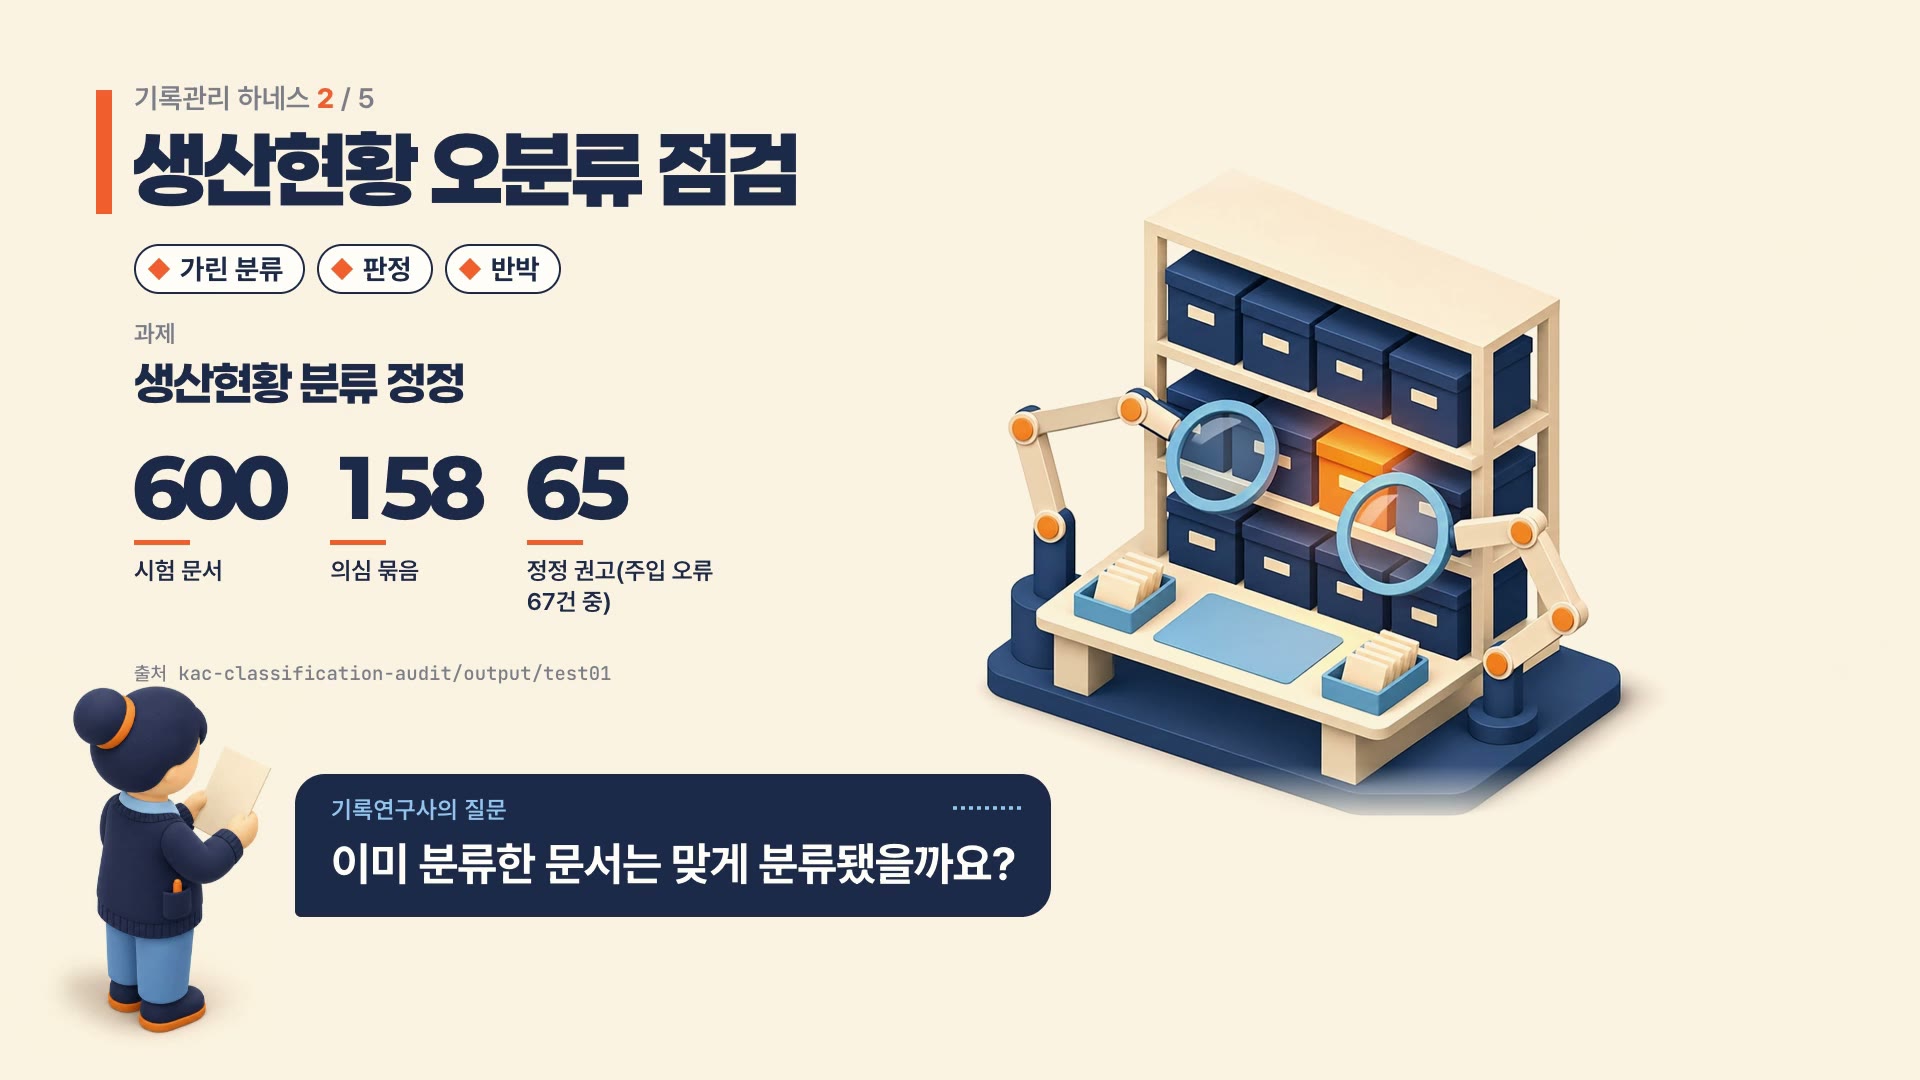 기록관리 하네스 2 / 5
생산현황 오분류 점검
가린 분류
판정
반박
과제
생산현황 분류 정정
600
158
65
시험 문서
의심 묶음
정정 권고(주입 오류
67건 중)
출처 kac-classification-audit/output/test01
기록연구사의 질문
이미 분류한 문서는 맞게 분류됐을까요?